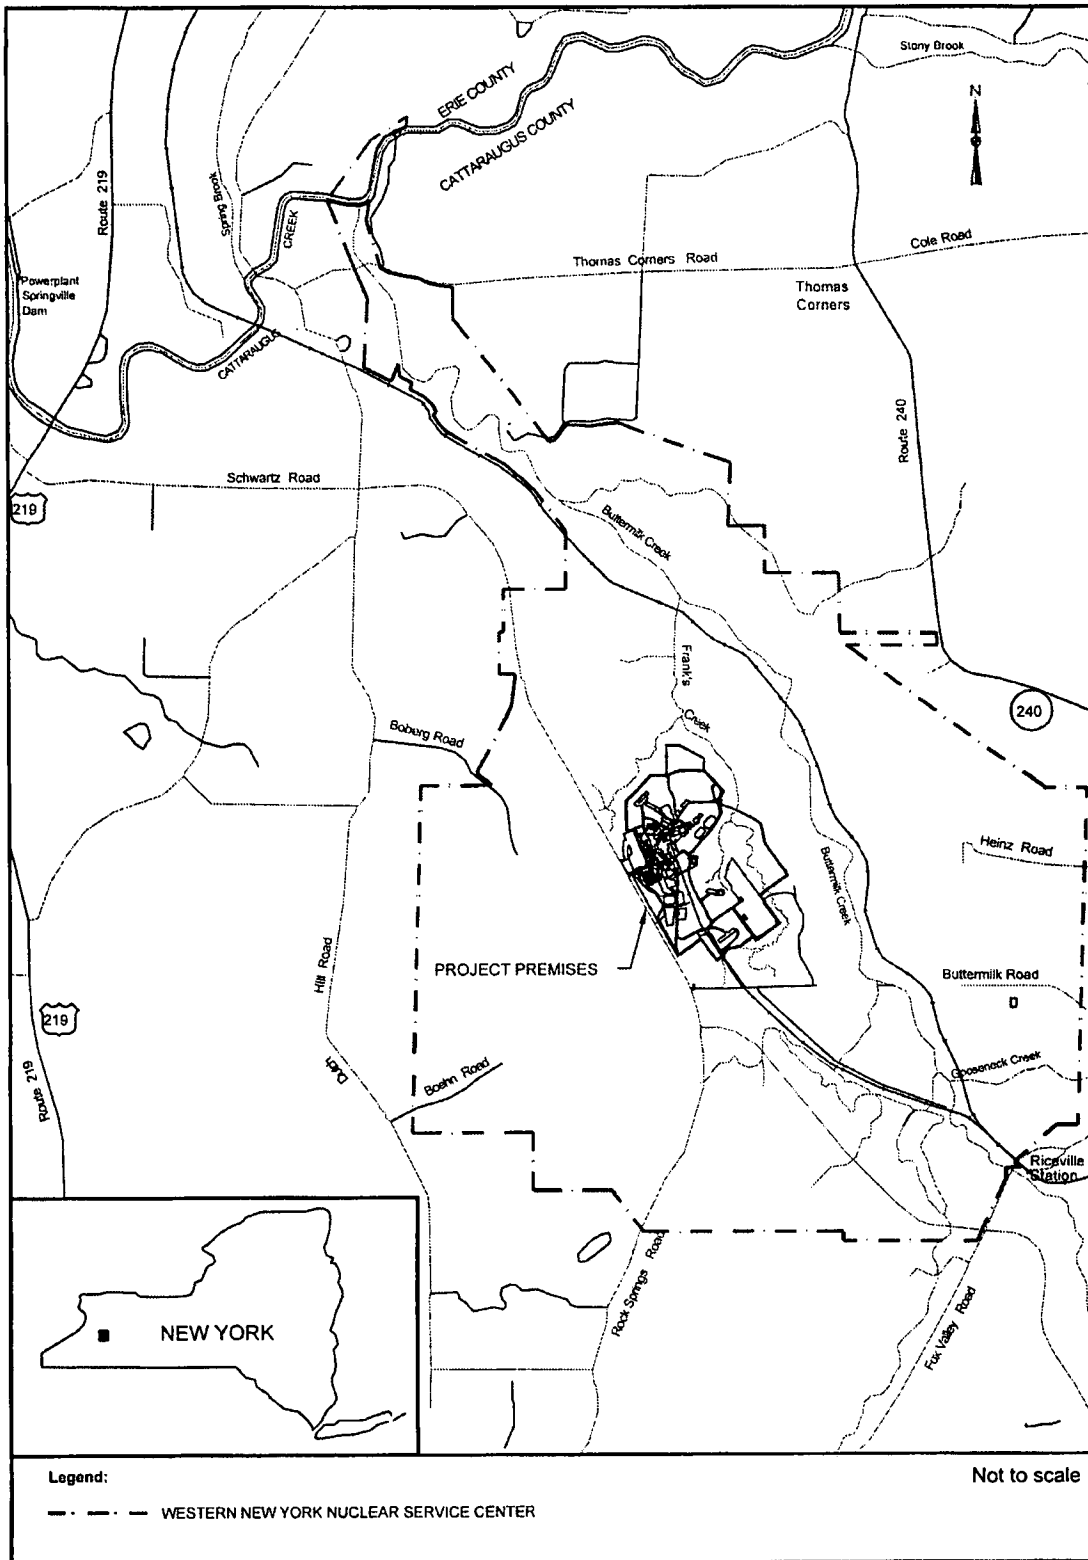 Stony Brook
N
ERIE COUNTY
CATTARAUGUS COUNTY
Route 219
Spring Brook
CREEK
Cole Road
Thomas Corners Road
Powerplant
Springville
Dam
Thomas
Corners
CATTARAUGUS
Route 240
Schwartz Road
219
Buttermilk Creek
Frank's
Creek
240
Boberg Road
Heinz Road
Buttermilk Creek
Hill Road
PROJECT PREMISES
Buttermilk Road
219
Route 219
Dutch
Boehn Road
Gooseneck Creek
Riceville
Station
NEW YORK
Rock Springs Road
Fox Valley Road
Legend:
Not to scale
WESTERN NEW YORK NUCLEAR SERVICE CENTER